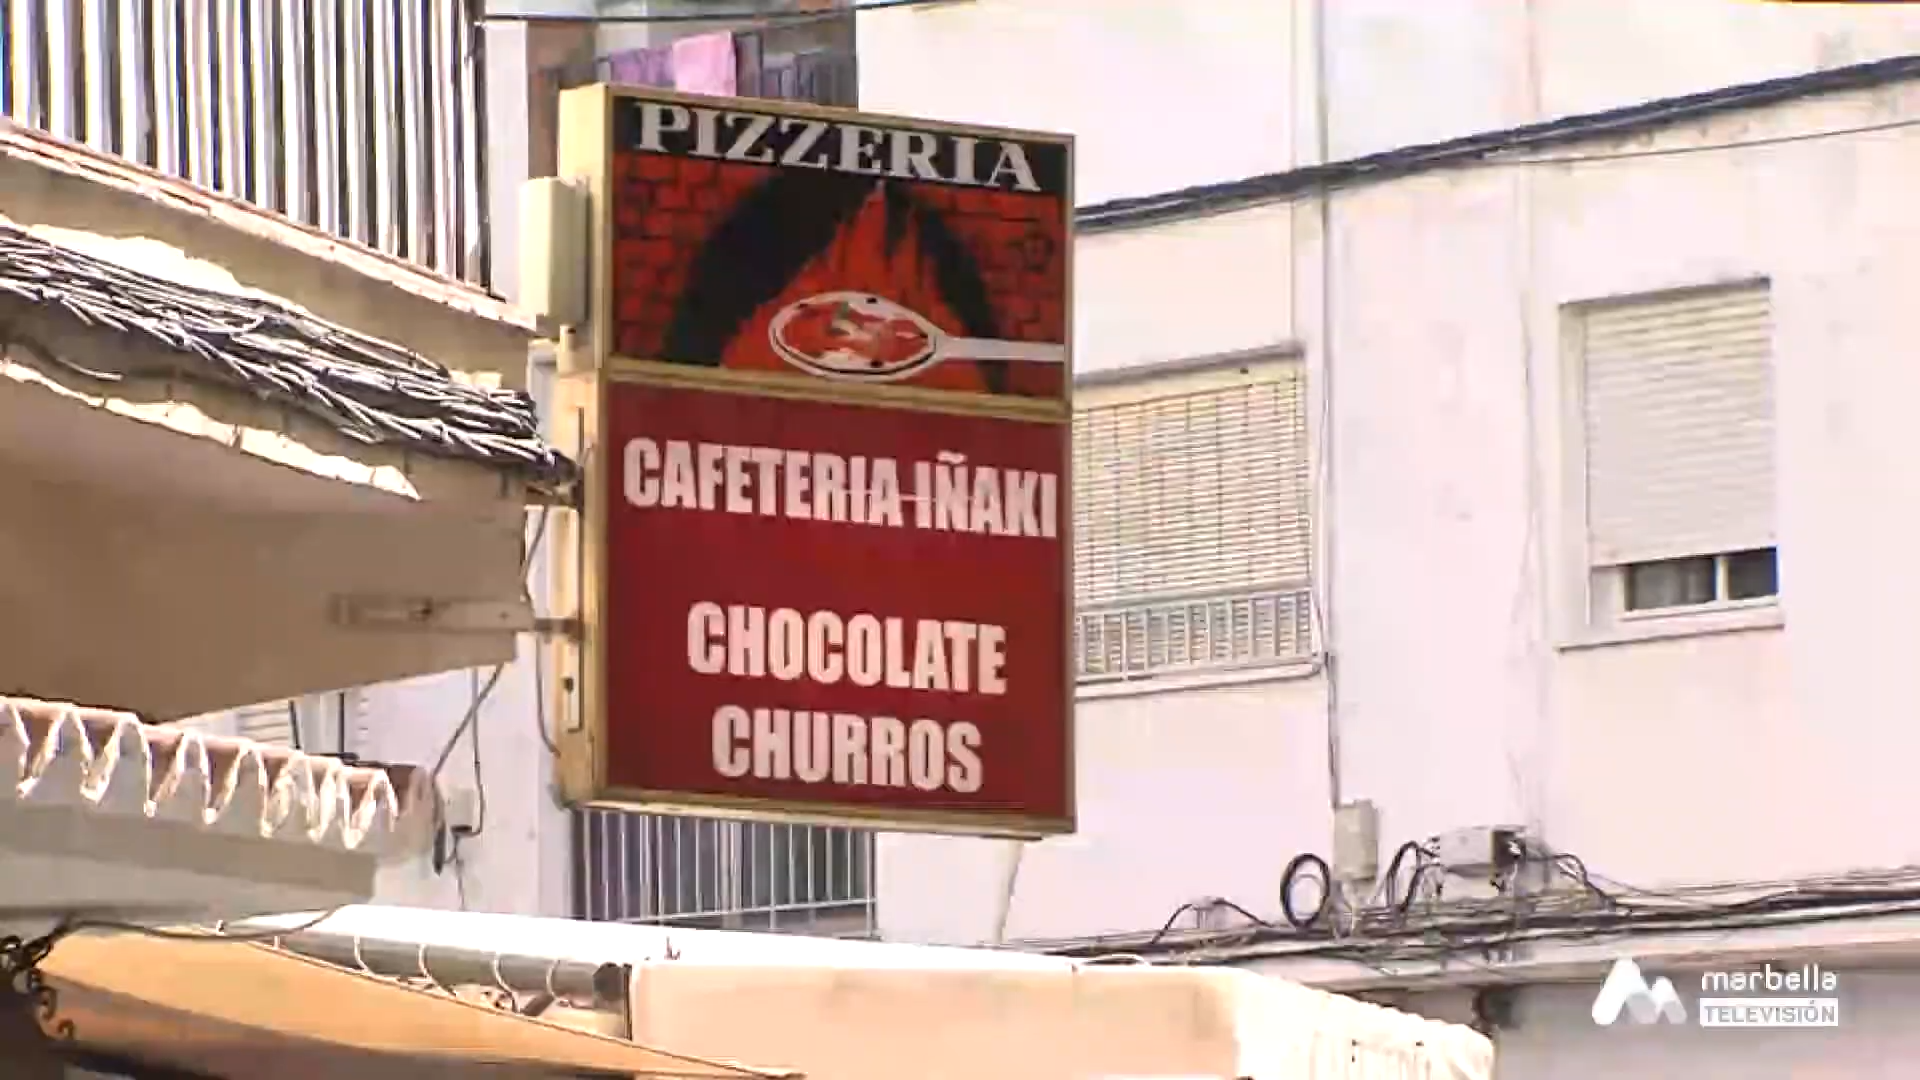 PIZZERIA
CAFETERIA IÑAKI
CHOCOLATE
CHURROS
marbella
TELEVISIÓN